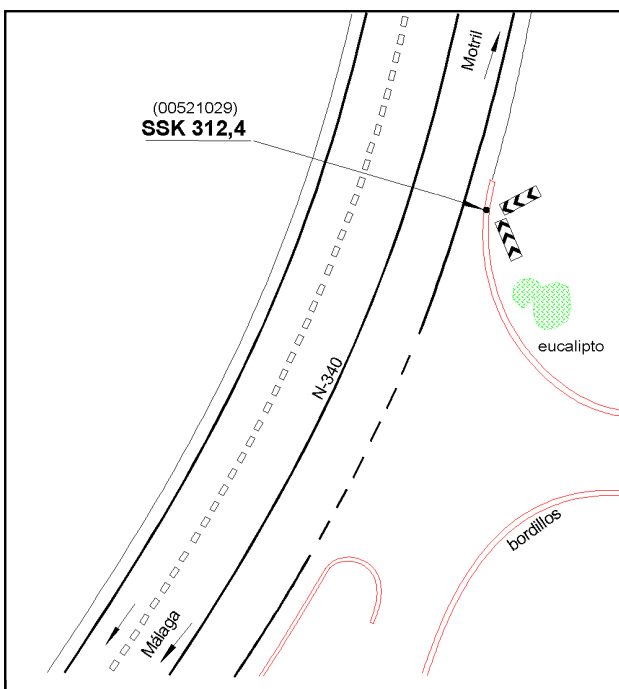 Motril
(00521029)
SSK 312,4
eucalipto
N-340
bordillos
Málaga